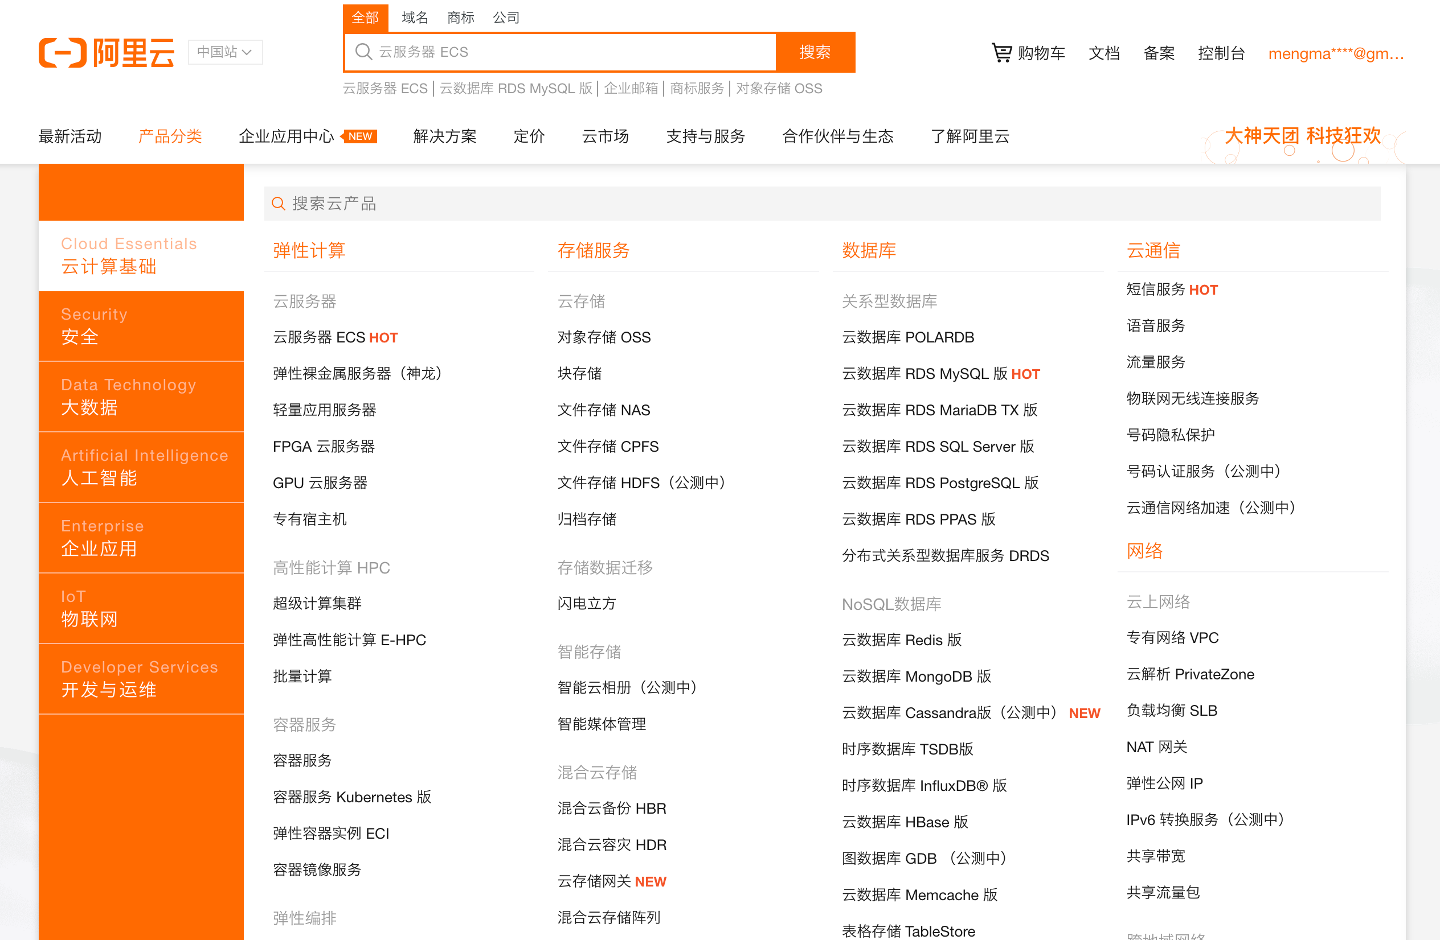 全部 域名 商标 公司
阿里云 中国站
云服务器 ECS 搜索
云服务器 ECS | 云数据库 RDS MySQL 版 | 企业邮箱 | 商标服务 | 对象存储 OSS
购物车 文档 备案 控制台 mengma****@gm...
最新活动 产品分类 企业应用中心 NEW 解决方案 定价 云市场 支持与服务 合作伙伴与生态 了解阿里云
大神天团 科技狂欢
Cloud Essentials
云计算基础
Security
安全
Data Technology
大数据
Artificial Intelligence
人工智能
Enterprise
企业应用
IoT
物联网
Developer Services
开发与运维
搜索云产品
弹性计算
云服务器
云服务器 ECS HOT
弹性裸金属服务器（神龙）
轻量应用服务器
FPGA 云服务器
GPU 云服务器
专有宿主机
高性能计算 HPC
超级计算集群
弹性高性能计算 E-HPC
批量计算
容器服务
容器服务
容器服务 Kubernetes 版
弹性容器实例 ECI
容器镜像服务
弹性编排
存储服务
云存储
对象存储 OSS
块存储
文件存储 NAS
文件存储 CPFS
文件存储 HDFS（公测中）
归档存储
存储数据迁移
闪电立方
智能存储
智能云相册（公测中）
智能媒体管理
混合云存储
混合云备份 HBR
混合云容灾 HDR
云存储网关 NEW
混合云存储阵列
数据库
关系型数据库
云数据库 POLARDB
云数据库 RDS MySQL 版 HOT
云数据库 RDS MariaDB TX 版
云数据库 RDS SQL Server 版
云数据库 RDS PostgreSQL 版
云数据库 RDS PPAS 版
分布式关系型数据库服务 DRDS
NoSQL数据库
云数据库 Redis 版
云数据库 MongoDB 版
云数据库 Cassandra版（公测中） NEW
时序数据库 TSDB版
时序数据库 InfluxDB® 版
云数据库 HBase 版
图数据库 GDB （公测中）
云数据库 Memcache 版
表格存储 TableStore
云通信
短信服务 HOT
语音服务
流量服务
物联网无线连接服务
号码隐私保护
号码认证服务（公测中）
云通信网络加速（公测中）
网络
云上网络
专有网络 VPC
云解析 PrivateZone
负载均衡 SLB
NAT 网关
弹性公网 IP
IPv6 转换服务（公测中）
共享带宽
共享流量包
跨地域网络